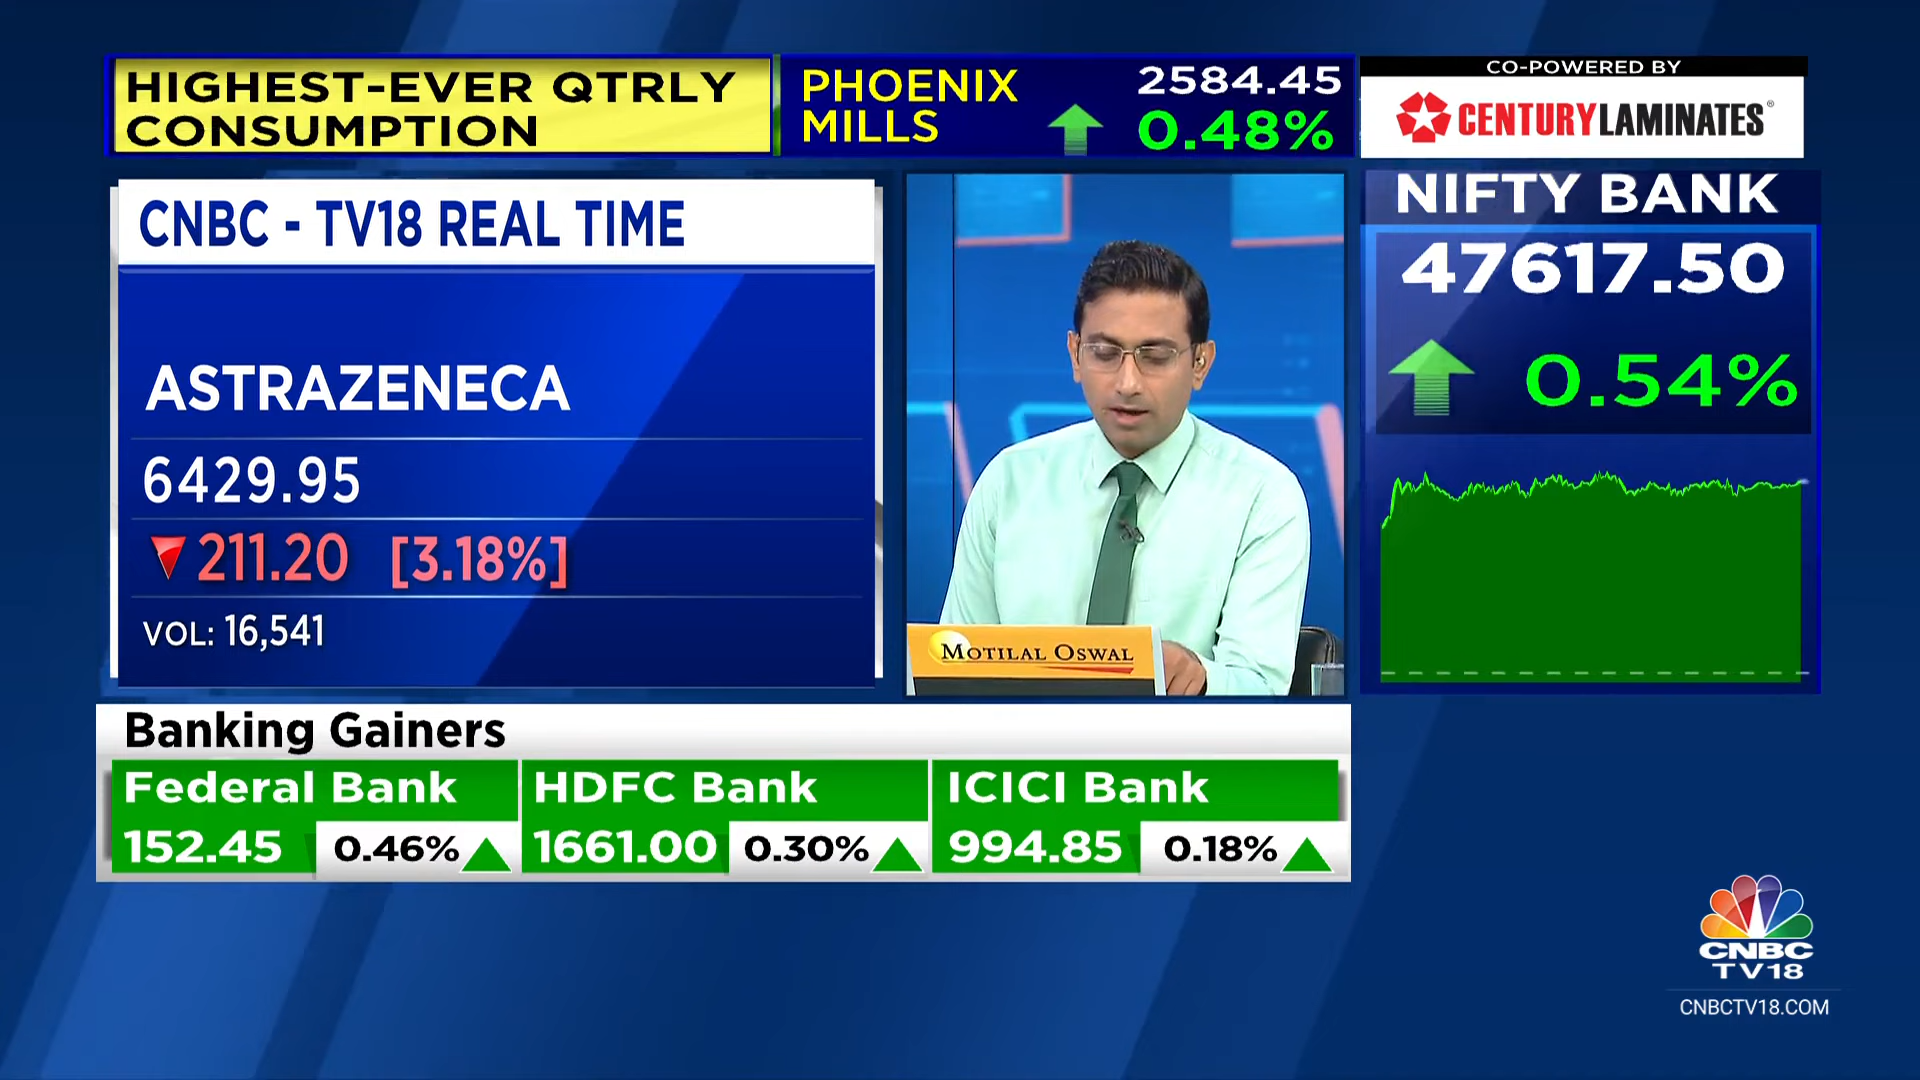 HIGHEST-EVER QTRLY
CONSUMPTION
PHOENIX
MILLS
2584.45
0.48%
CO-POWERED BY
CENTURYLAMINATES®
CNBC - TV18 REAL TIME
ASTRAZENECA
6429.95
211.20 [3.18%]
VOL: 16,541
MOTILAL OSWAL
NIFTY BANK
47617.50
0.54%
Banking Gainers
Federal Bank
152.45 0.46%
HDFC Bank
1661.00 0.30%
ICICI Bank
994.85 0.18%
CNBC
TV18
CNBCTV18.COM